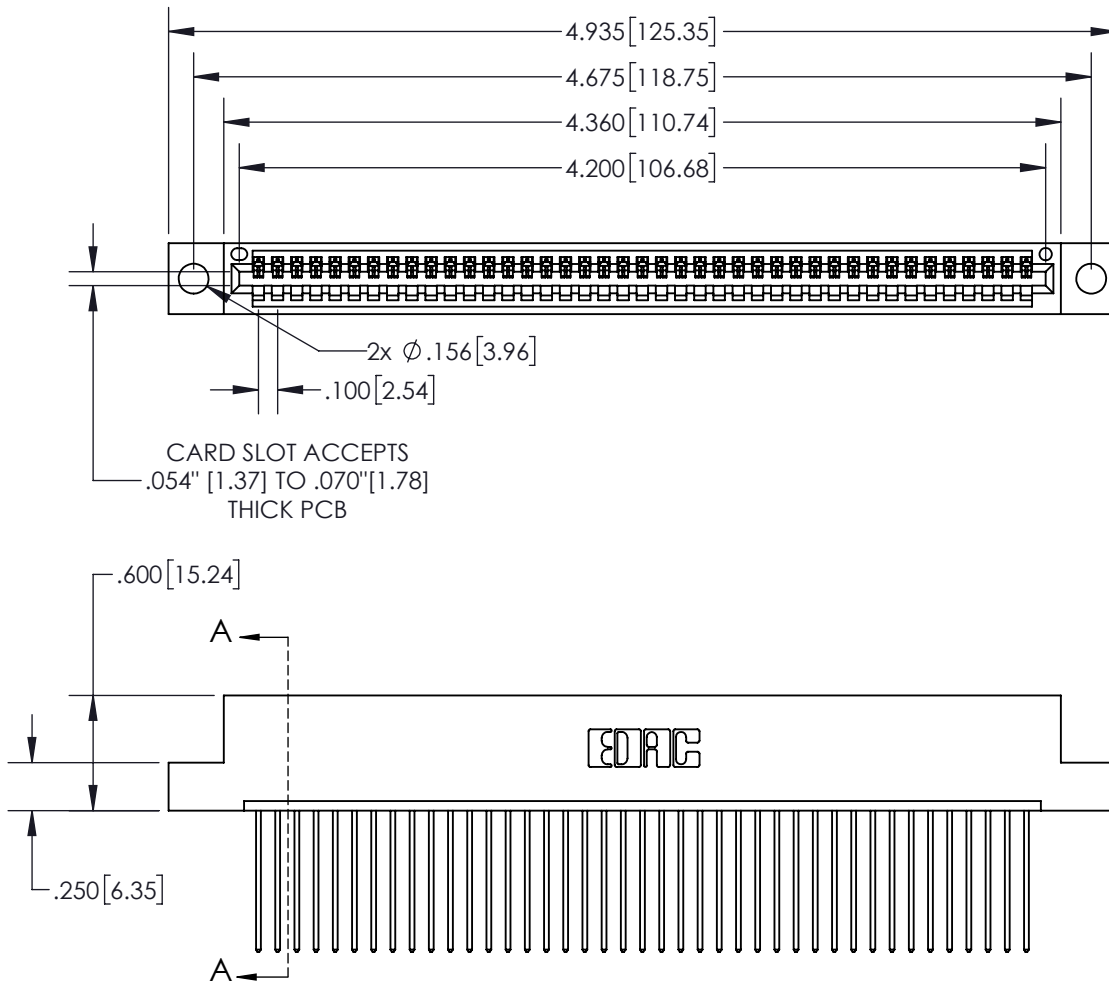 4.935[125.35]
4.675[118.75]
4.360[110.74]
4.200[106.68]
2x Ø .156[3.96]
.100[2.54]
CARD SLOT ACCEPTS
.054" [1.37] TO .070"[1.78]
THICK PCB
.600[15.24]
A
EDAC
.250[6.35]
A